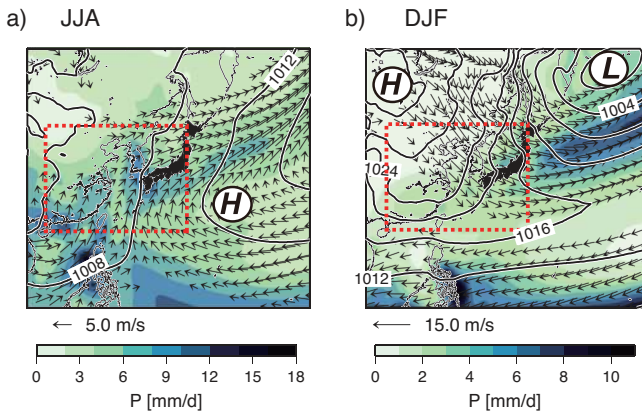 a) JJA
1012
H
1008
5.0 m/s
0 3 6 9 12 15 18
P [mm/d]
b) DJF
H
L
1004
1024
1016
1012
15.0 m/s
0 2 4 6 8 10
P [mm/d]